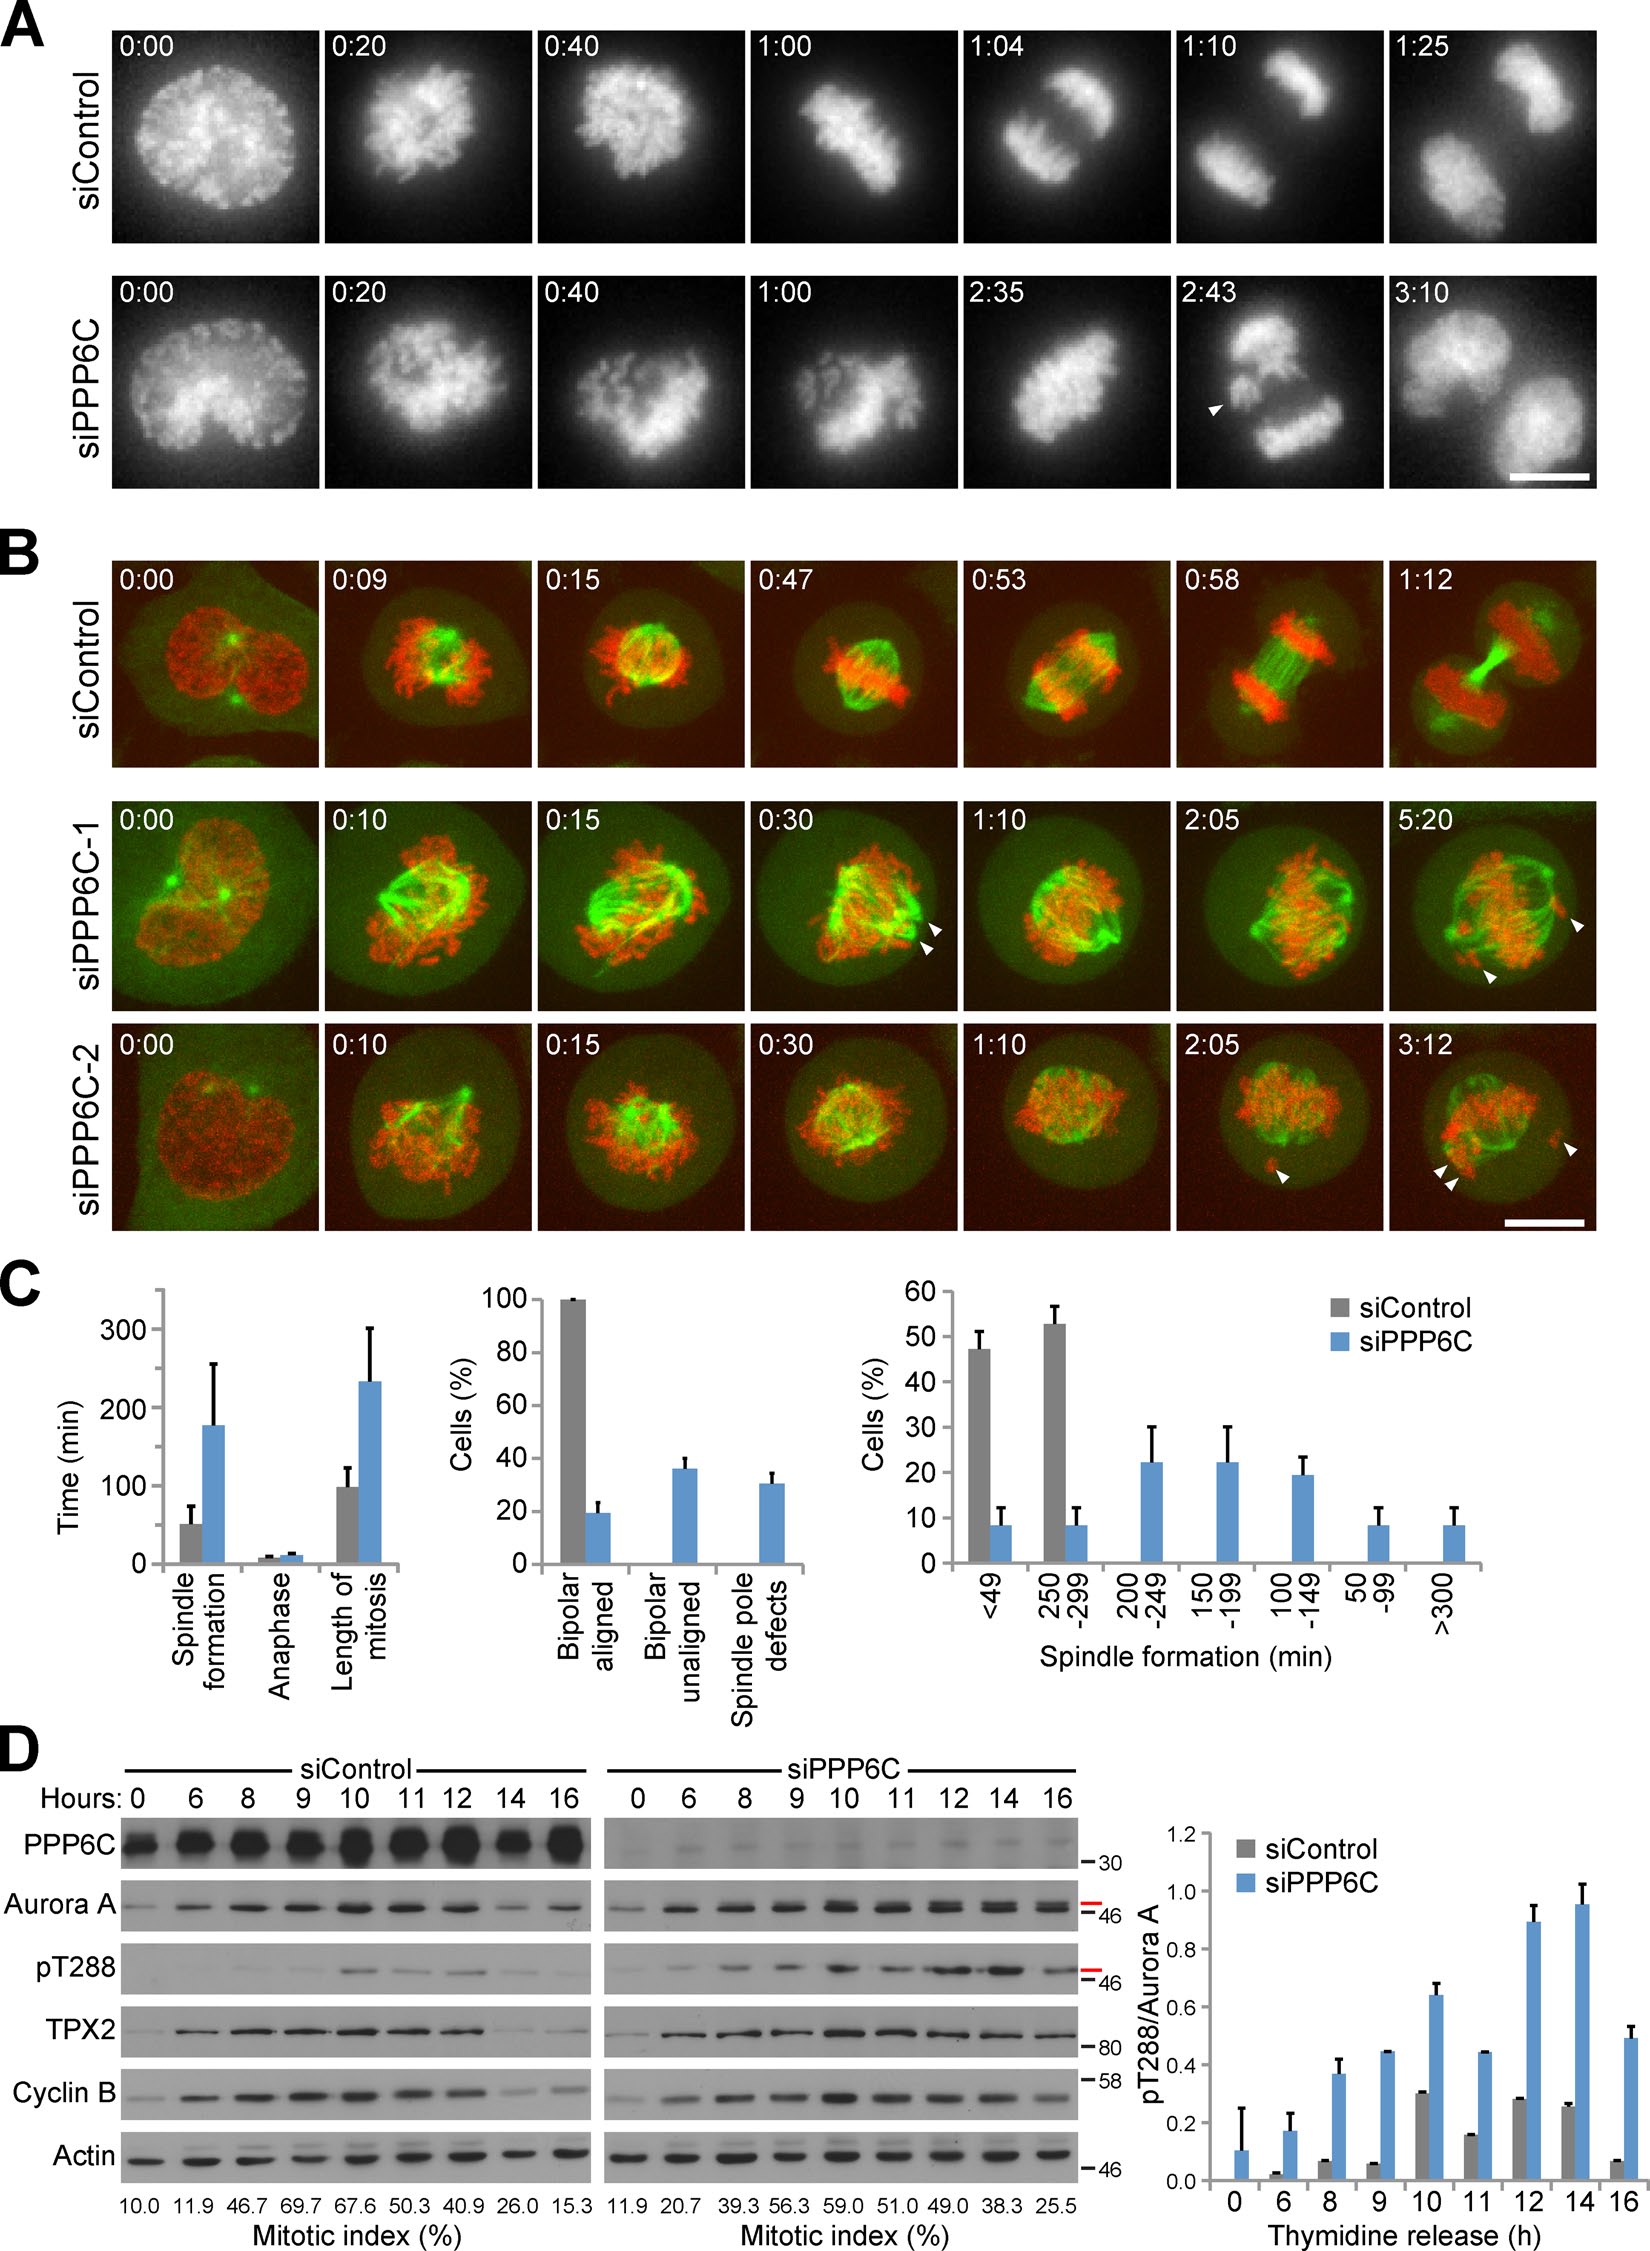 A
siControl
0:00 0:20 0:40 1:00 1:04 1:10 1:25
siPPP6C
0:00 0:20 0:40 1:00 2:35 2:43 3:10
B
siControl
0:00 0:09 0:15 0:47 0:53 0:58 1:12
siPPP6C-1
0:00 0:10 0:15 0:30 1:10 2:05 5:20
siPPP6C-2
0:00 0:10 0:15 0:30 1:10 2:05 3:12
C
Time (min)
300
200
100
0
Spindle
formation
Anaphase
Length of
mitosis
Cells (%)
100
80
60
40
20
0
Bipolar
aligned
Bipolar
unaligned
Spindle pole
defects
Cells (%)
60
50
40
30
20
10
0
siControl
siPPP6C
<49
250
-299
200
-249
150
-199
100
-149
50
-99
>300
Spindle formation (min)
D
siControl siPPP6C
Hours: 0 6 8 9 10 11 12 14 16 0 6 8 9 10 11 12 14 16
PPP6C
30
Aurora A
46
pT288
46
TPX2
80
Cyclin B
58
Actin
46
10.0 11.9 46.7 69.7 67.6 50.3 40.9 26.0 15.3 11.9 20.7 39.3 56.3 59.0 51.0 49.0 38.3 25.5
Mitotic index (%) Mitotic index (%)
pT288/Aurora A
1.2
1.0
0.8
0.6
0.4
0.2
0.0
siControl
siPPP6C
0 6 8 9 10 11 12 14 16
Thymidine release (h)